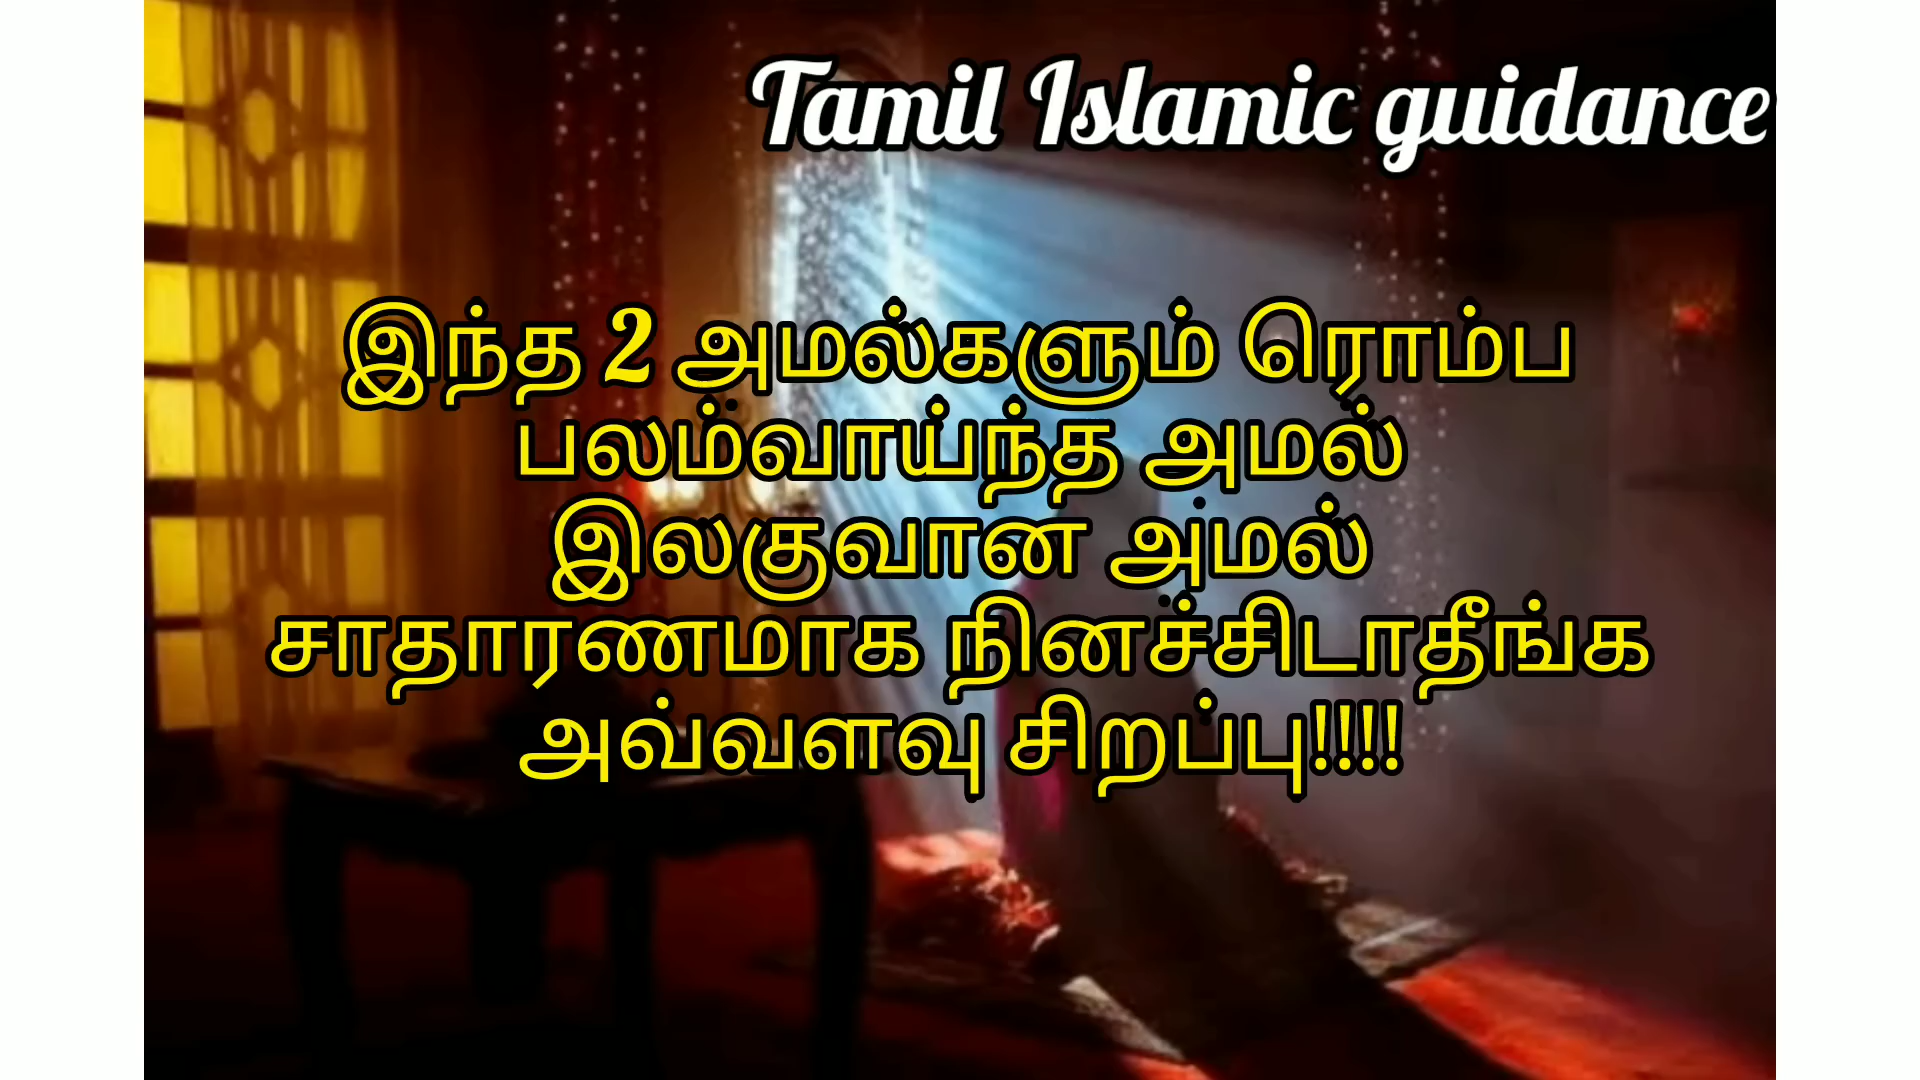 Tamil Islamic guidance
இந்த 2 அமல்களும் ரொம்ப
பலம்வாய்ந்த அமல்
இலகுவான அமல்
சாதாரணமாக நினச்சிடாதீங்க
அவ்வளவு சிறப்பு!!!!